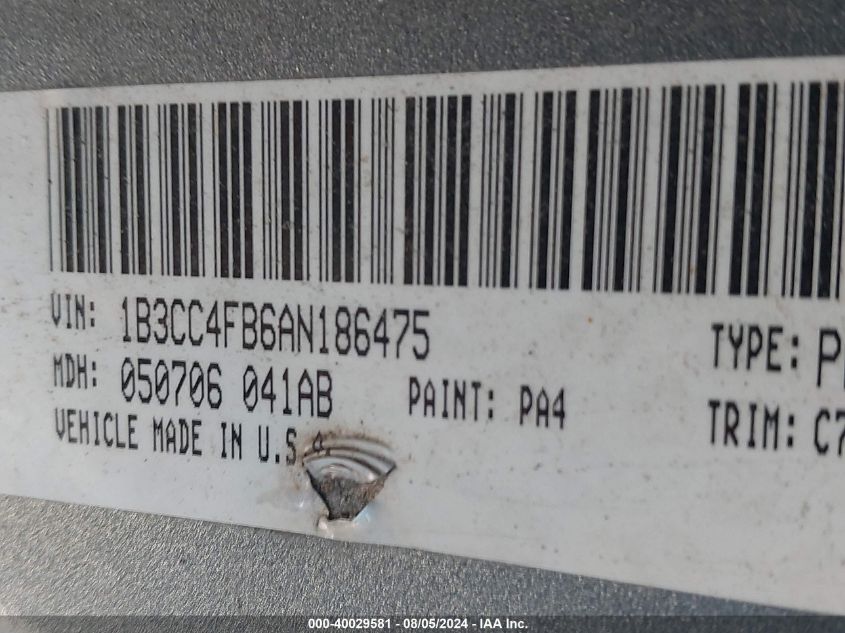 VIN: 1B3CC4FB6AN186475
TYPE:
MDH: 050706 041AB
PAINT: PA4
TRIM: C7
VEHICLE MADE IN U.S.A.
000-40029581 - 08/05/2024 - IAA Inc.